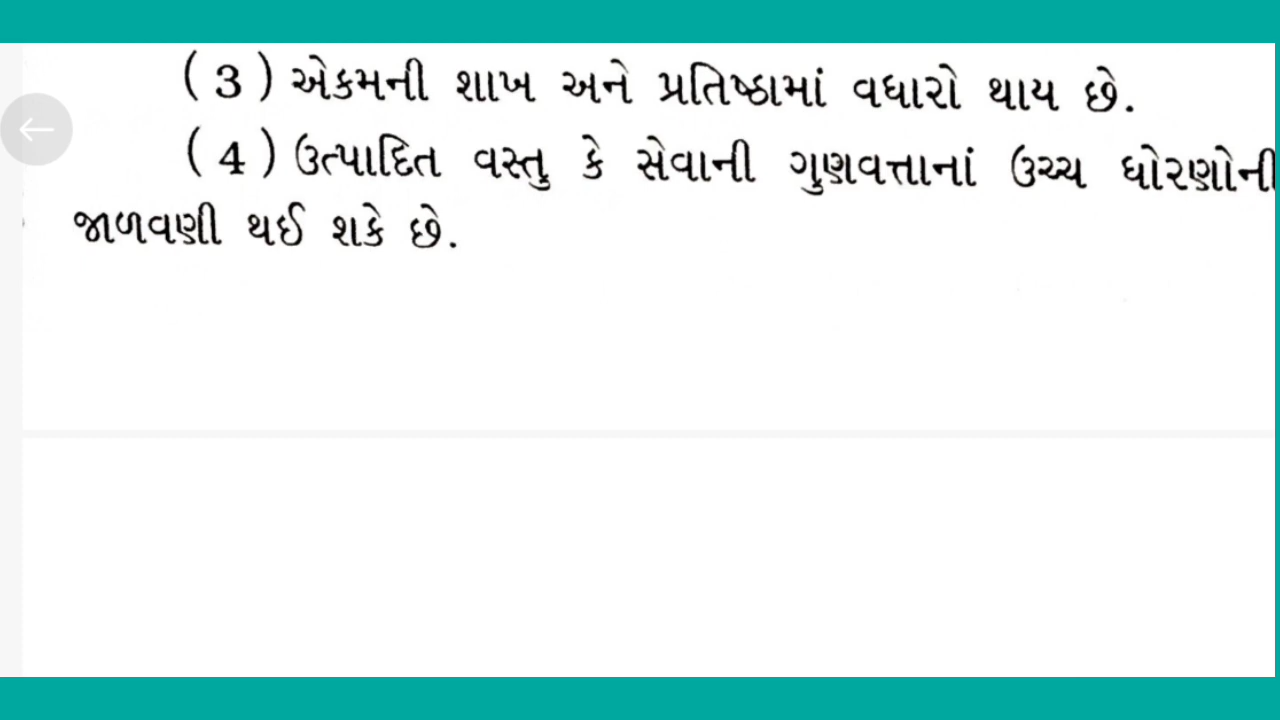 ( 3 ) એકમની શાખ અને પ્રતિષ્ઠામાં વધારો થાય છે.
( 4 ) ઉત્પાદિત વસ્તુ કે સેવાની ગુણવત્તાનાં ઉચ્ચ ધોરણોની
જાળવણી થઈ શકે છે.